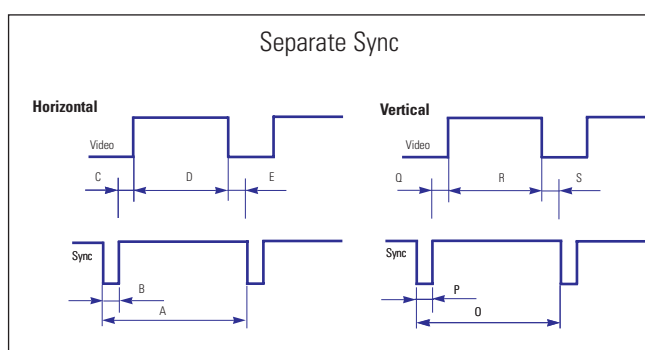 Separate Sync
Horizontal
Vertical
Video
Video
C D E
Q R S
Sync
Sync
B
P
A
O